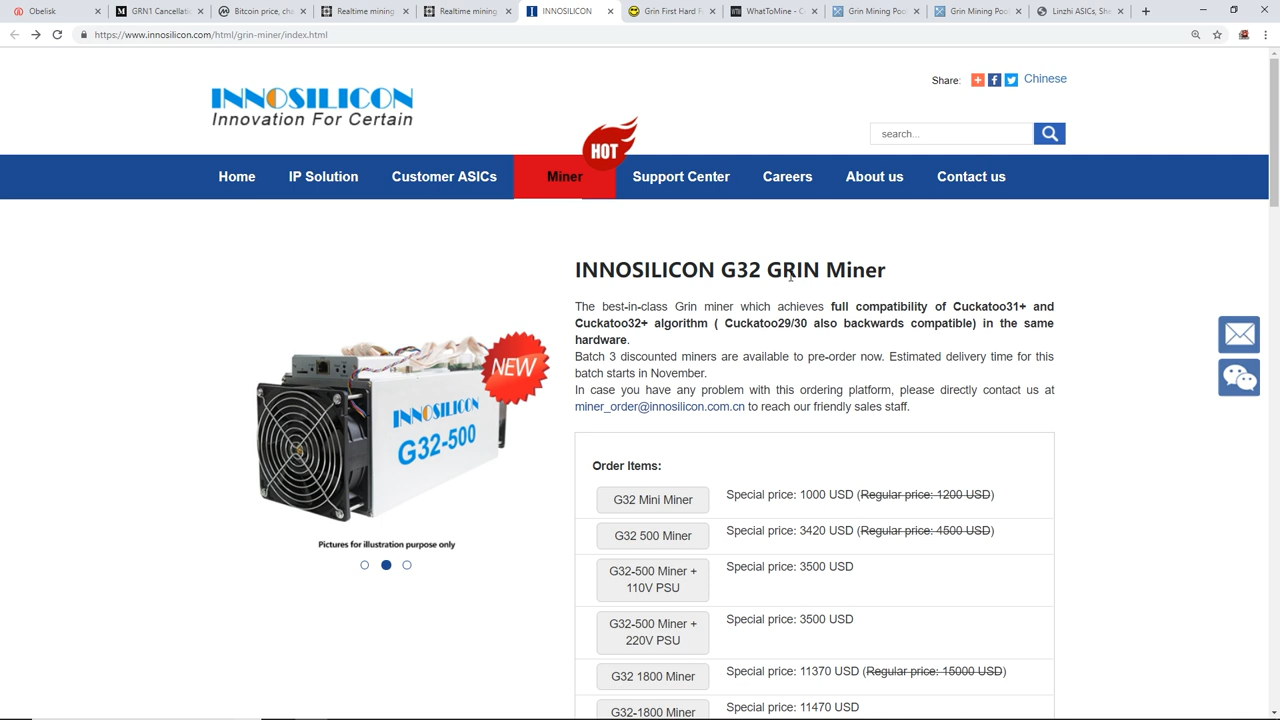 Obelisk
GRN1 Cancellatic
Bitcoin price, cha
Realtime mining
Realtime mining
INNOSILICON
Grin First Hard F
WhatToMine - C
Grin Mining Poo
Grin Mining Poo
Linzhi ASICs, She
https://www.innosilicon.com/html/grin-miner/index.html
Share:
Chinese
INNOSILICON
Innovation For Certain
search...
HOT
Home
IP Solution
Customer ASICs
Miner
Support Center
Careers
About us
Contact us
INNOSILICON G32 GRIN Miner
The best-in-class Grin miner which achieves full compatibility of Cuckatoo31+ and
Cuckatoo32+ algorithm ( Cuckatoo29/30 also backwards compatible) in the same
hardware.
Batch 3 discounted miners are available to pre-order now. Estimated delivery time for this
batch starts in November.
In case you have any problem with this ordering platform, please directly contact us at
miner_order@innosilicon.com.cn to reach our friendly sales staff.
NEW
INNOSILICON
G32-500
Pictures for illustration purpose only
Order Items:
G32 Mini Miner
Special price: 1000 USD (Regular price: 1200 USD)
G32 500 Miner
Special price: 3420 USD (Regular price: 4500 USD)
G32-500 Miner +
110V PSU
Special price: 3500 USD
G32-500 Miner +
220V PSU
Special price: 3500 USD
G32 1800 Miner
Special price: 11370 USD (Regular price: 15000 USD)
G32-1800 Miner
Special price: 11470 USD